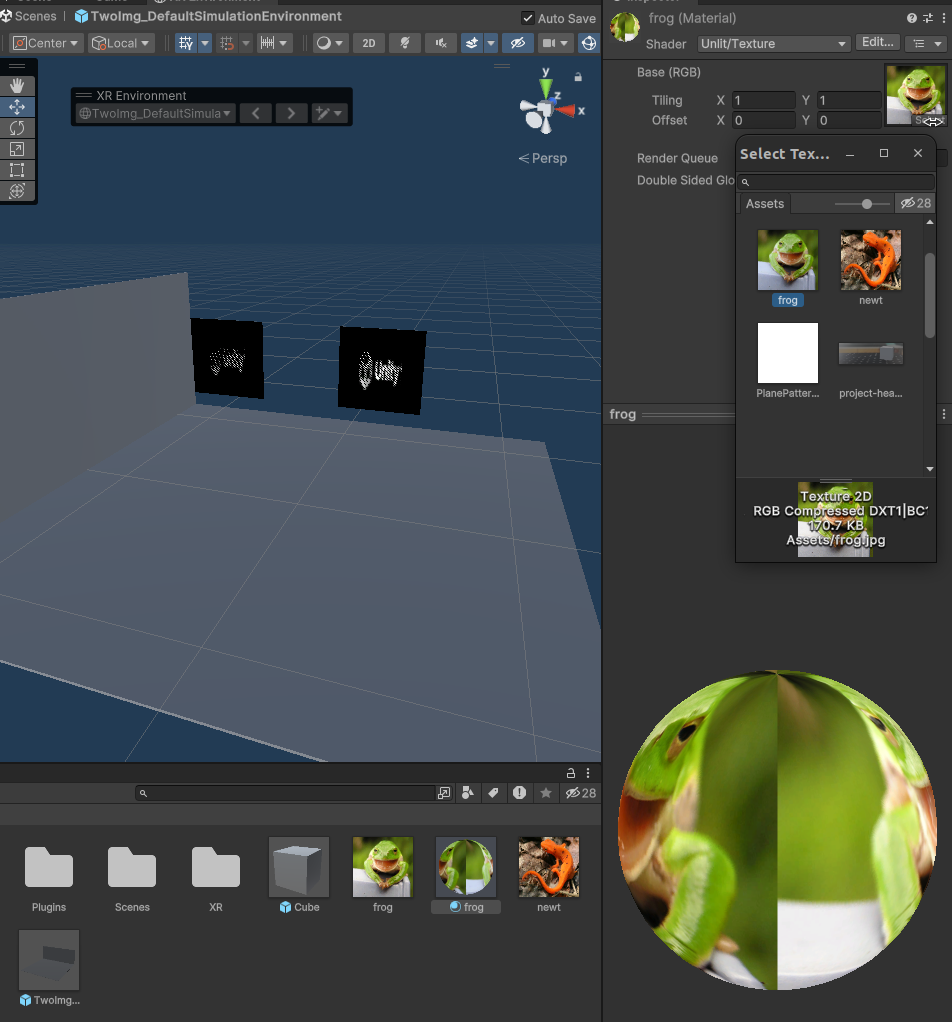 Scenes
TwoImg_DefaultSimulationEnvironment
Auto Save
Center
Local
2D
XR Environment
TwoImg_DefaultSimula
y
z
x
Persp
Unity
Unity
frog (Material)
Shader
Unlit/Texture
Edit...
Base (RGB)
Tiling
X 1
Y 1
Offset
X 0
Y 0
Render Queue
Double Sided Glo
Select Tex...
Assets
28
frog
newt
PlanePatter...
project-hea...
Texture 2D
RGB Compressed DXT1|BC
170.7 KB
Assets/frog.jpg
frog
28
Plugins
Scenes
XR
Cube
frog
frog
newt
TwoImg...